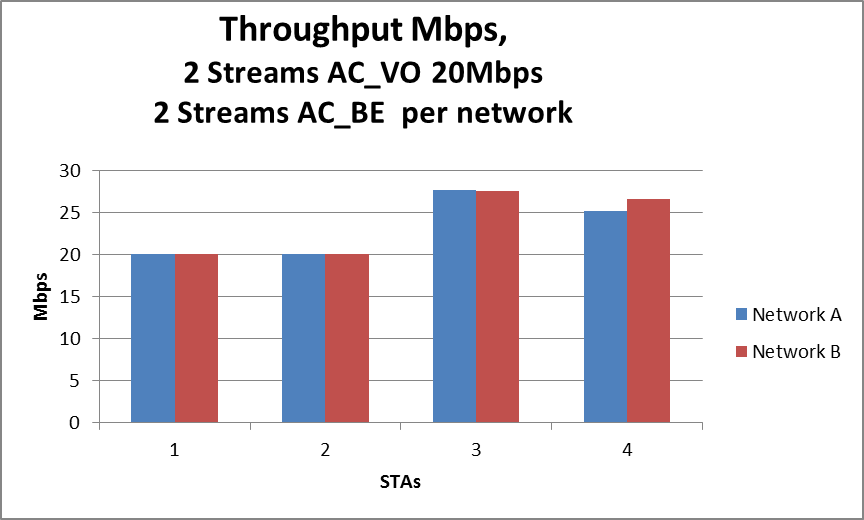 Throughput Mbps,
2 Streams AC_VO 20Mbps
2 Streams AC_BE  per network
30
25
20
15
10
5
0
Mbps
1 2 3 4
STAs
Network A
Network B